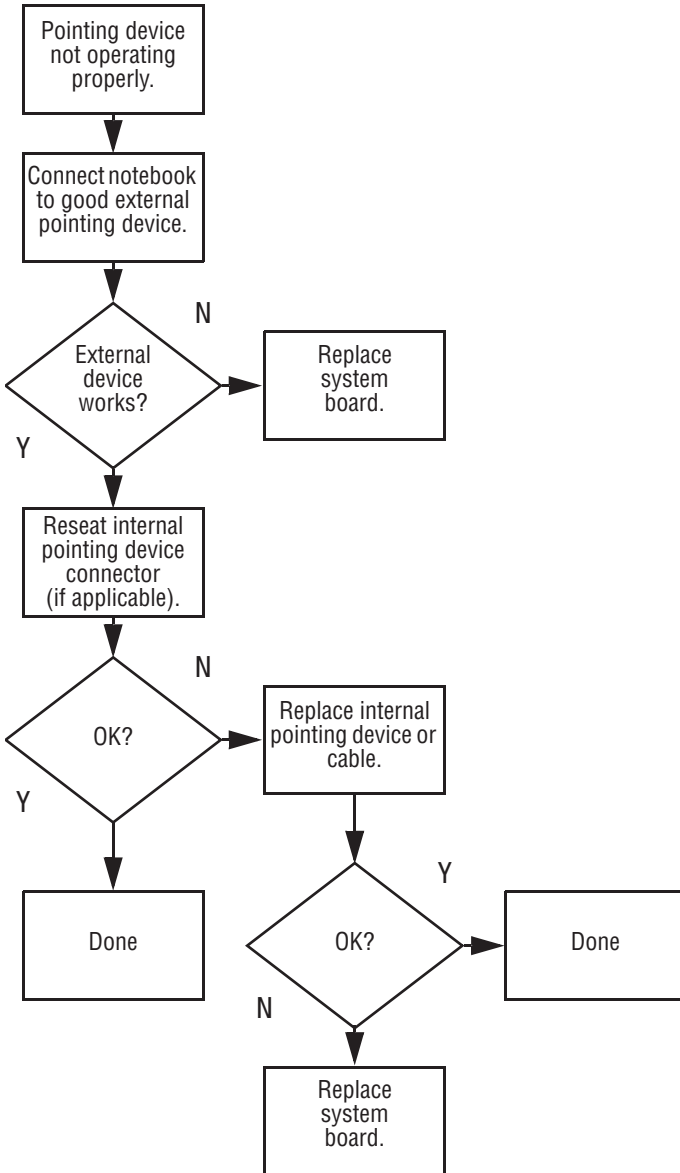 Pointing device
not operating
properly.
Connect notebook
to good external
pointing device.
N
External
device
works?
Replace
system
board.
Y
Reseat internal
pointing device
connector
(if applicable).
N
OK?
Replace internal
pointing device or
cable.
Y
Y
Done
OK?
Done
N
Replace
system
board.